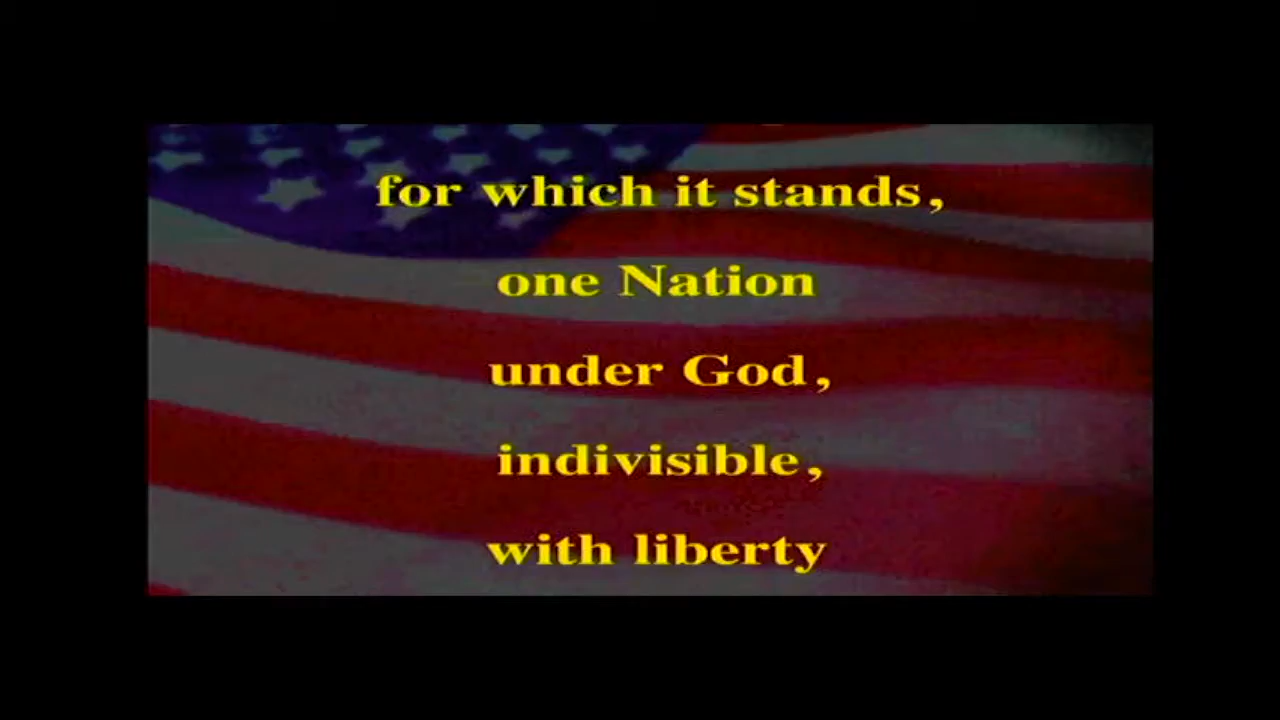 for which it stands,
one Nation
under God,
indivisible,
with liberty